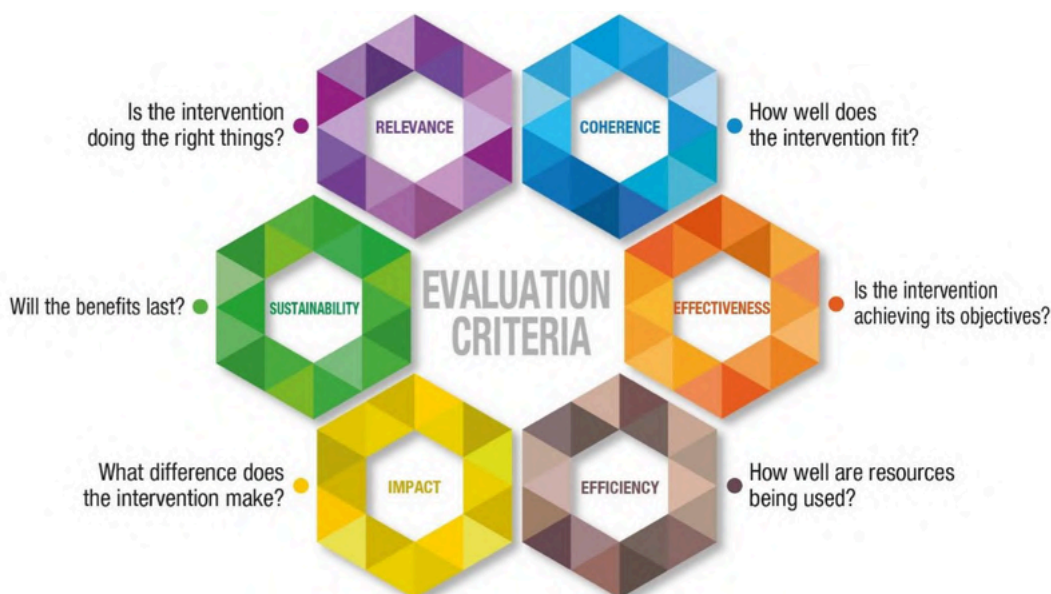 Is the intervention
doing the right things?
RELEVANCE
COHERENCE
How well does
the intervention fit?
Will the benefits last?
SUSTAINABILITY
EVALUATION
CRITERIA
EFFECTIVENESS
Is the intervention
achieving its objectives?
What difference does
the intervention make?
IMPACT
EFFICIENCY
How well are resources
being used?